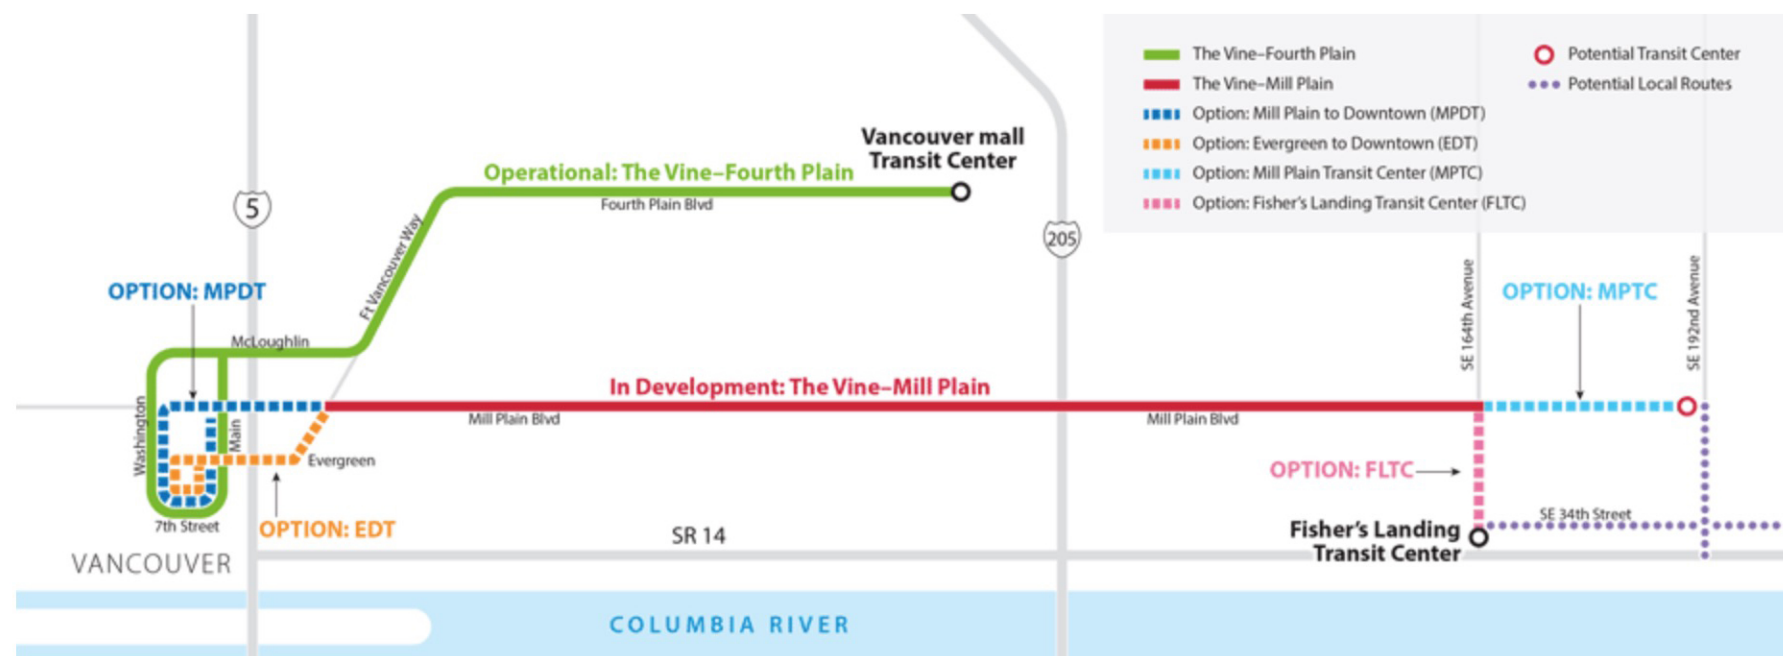 The Vine–Fourth Plain
The Vine–Mill Plain
Option: Mill Plain to Downtown (MPDT)
Option: Evergreen to Downtown (EDT)
Option: Mill Plain Transit Center (MPTC)
Option: Fisher's Landing Transit Center (FLTC)
Potential Transit Center
Potential Local Routes
Vancouver mall
Transit Center
Operational: The Vine–Fourth Plain
Fourth Plain Blvd
5
205
Ft Vancouver Way
OPTION: MPDT
McLoughlin
SE 164th Avenue
OPTION: MPTC
SE 192nd Avenue
In Development: The Vine–Mill Plain
Mill Plain Blvd
Mill Plain Blvd
Washington
Main
Evergreen
OPTION: FLTC
7th Street
OPTION: EDT
SE 34th Street
Fisher's Landing
Transit Center
SR 14
VANCOUVER
COLUMBIA RIVER